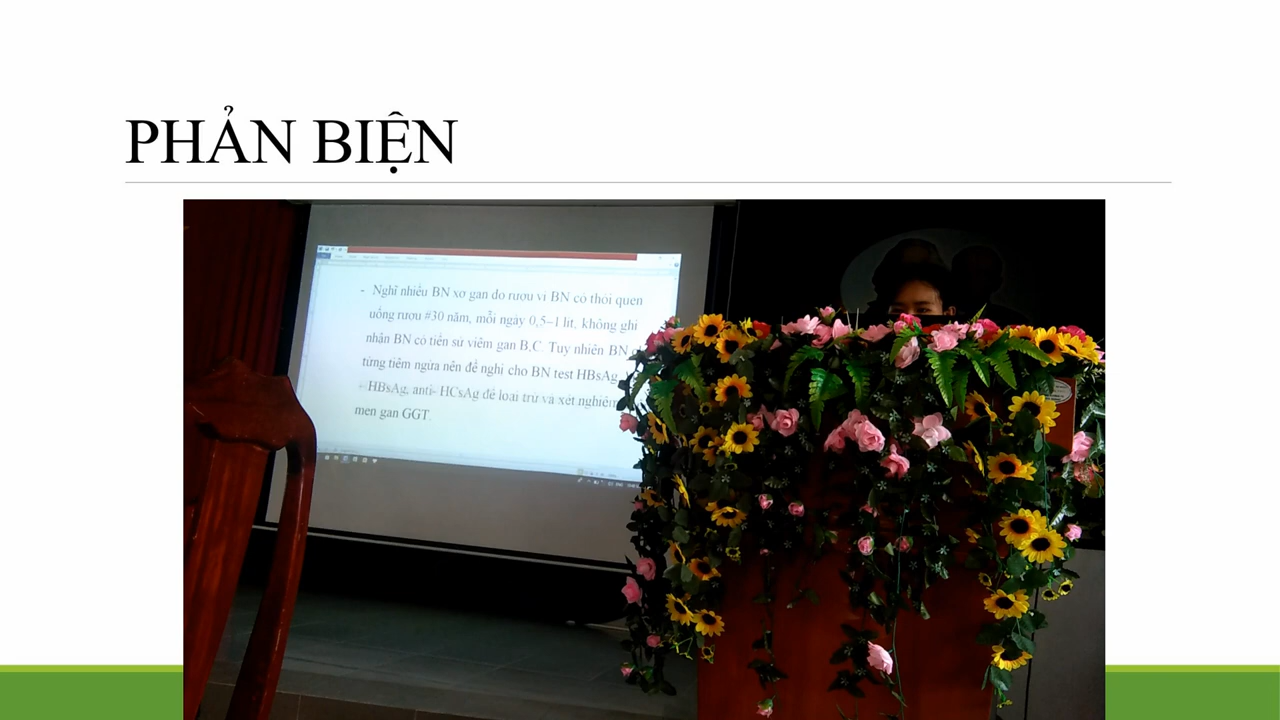 PHẢN BIỆN
- Nghĩ nhiều BN xơ gan do rượu vì BN có thói quen
uống rượu #30 năm, mỗi ngày 0,5–1 lít, không ghi
nhận BN có tiền sử viêm gan B,C. Tuy nhiên BN
từng tiêm ngừa nên đề nghị cho BN test HBsAg,
HBsAg, anti- HCsAg để loại trừ và xét nghiệm
men gan GGT.